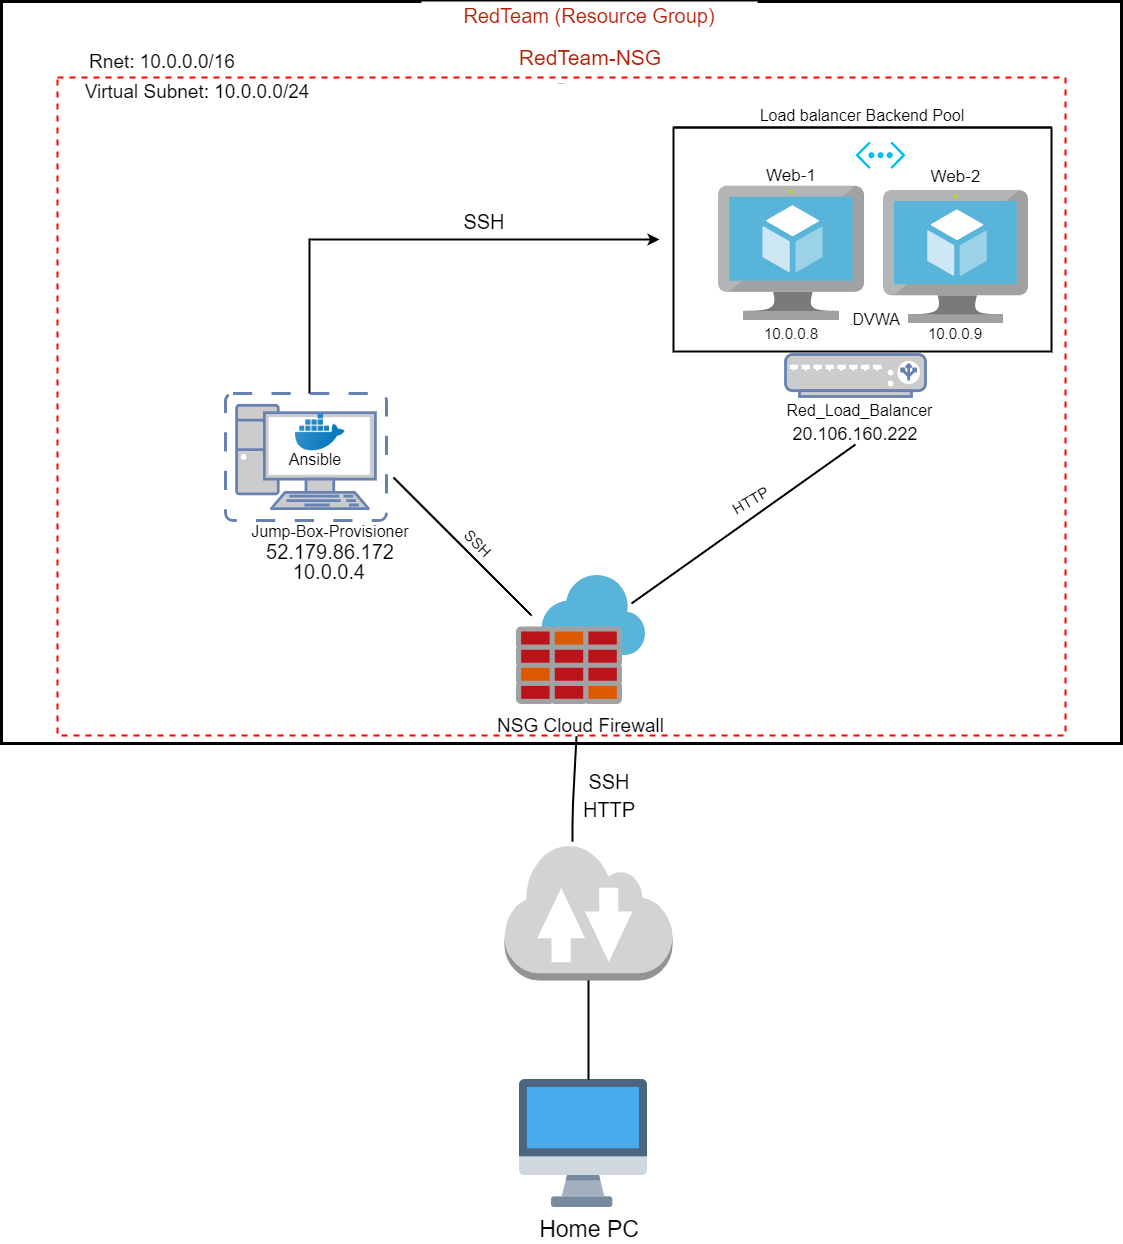 RedTeam (Resource Group)
RedTeam-NSG
Rnet: 10.0.0.0/16
Virtual Subnet: 10.0.0.0/24
Load balancer Backend Pool
Web-1
Web-2
SSH
.DVWA
10.0.0.8
10.0.0.9
Red_Load_Balancer
20.106.160.222
Ansible
Jump-Box-Provisioner
52.179.86.172
10.0.0.4
SSH
HTTP
NSG Cloud Firewall
SSH
HTTP
Home PC